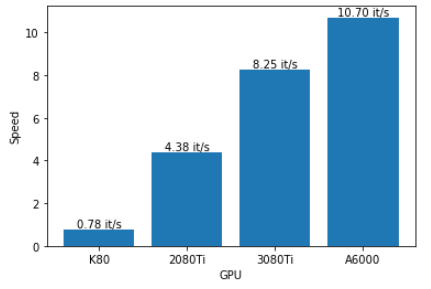 10.70 it/s
10
8.25 it/s
8
Speed
6
4.38 it/s
4
2
0.78 it/s
0
K80 2080Ti 3080Ti A6000
GPU